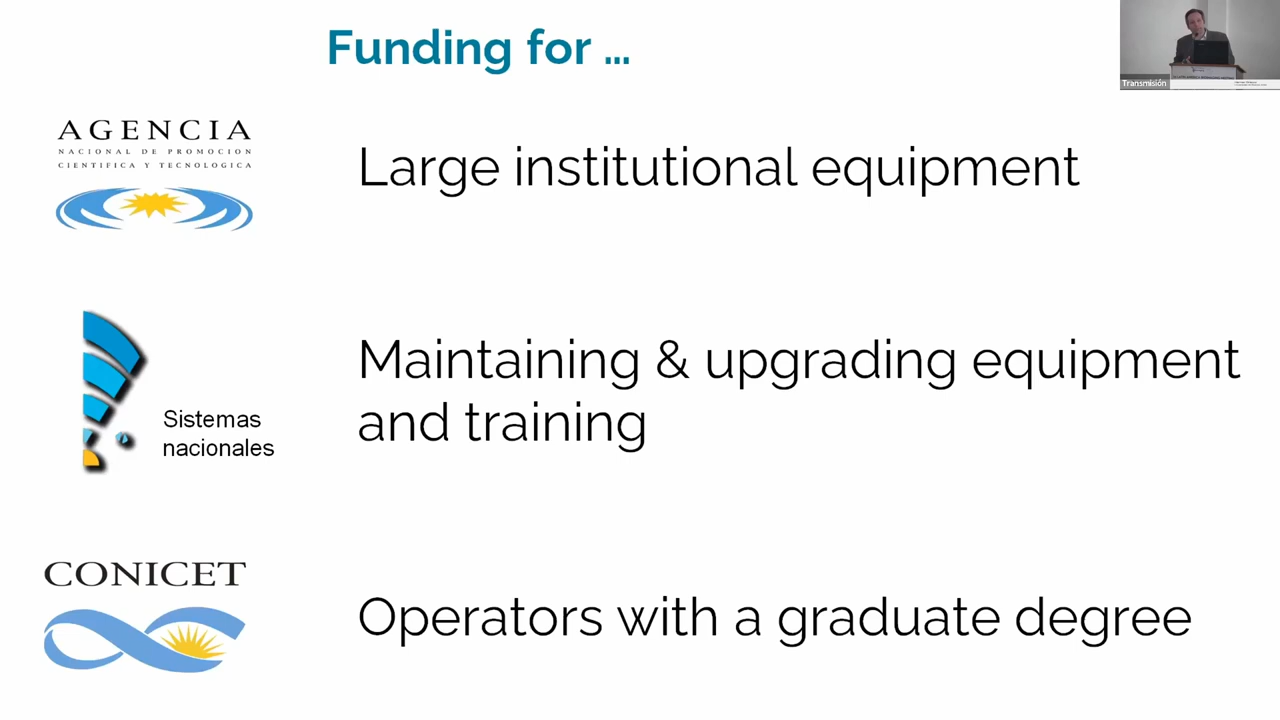 Funding for ...
Transmisión
AGENCIA
NACIONAL DE PROMOCION
CIENTIFICA Y TECNOLOGICA
Large institutional equipment
Sistemas
nacionales
Maintaining & upgrading equipment
and training
CONICET
Operators with a graduate degree